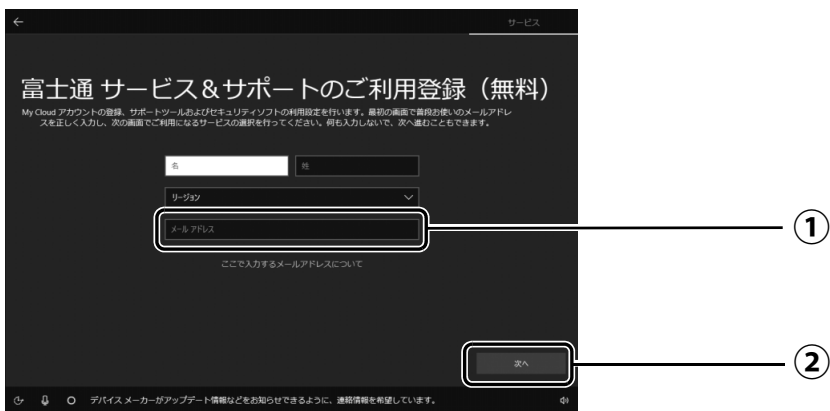 サービス
富士通 サービス＆サポートのご利用登録（無料）
My Cloud アカウントの登録、サポートツールおよびセキュリティソフトの利用設定を行います。最初の画面で普段お使いのメールアドレ
スを正しく入力し、次の画面でご利用になるサービスの選択を行ってください。何も入力しないで、次へ進むこともできます。
名 姓
リージョン
メール アドレス
①
ここで入力するメールアドレスについて
次へ
②
デバイス メーカーがアップデート情報などをお知らせできるように、連絡情報を希望しています。